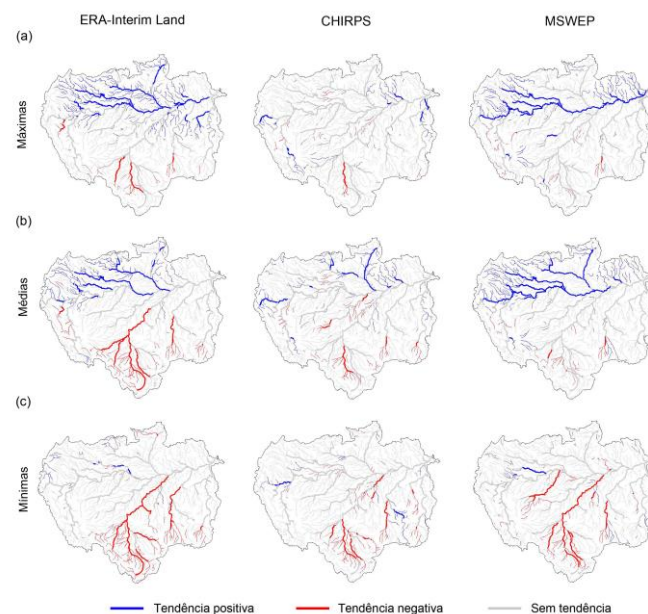 ERA-Interim Land CHIRPS MSWEP
(a)
Máximas
(b)
Médias
(c)
Mínimas
Tendência positiva Tendência negativa Sem tendência